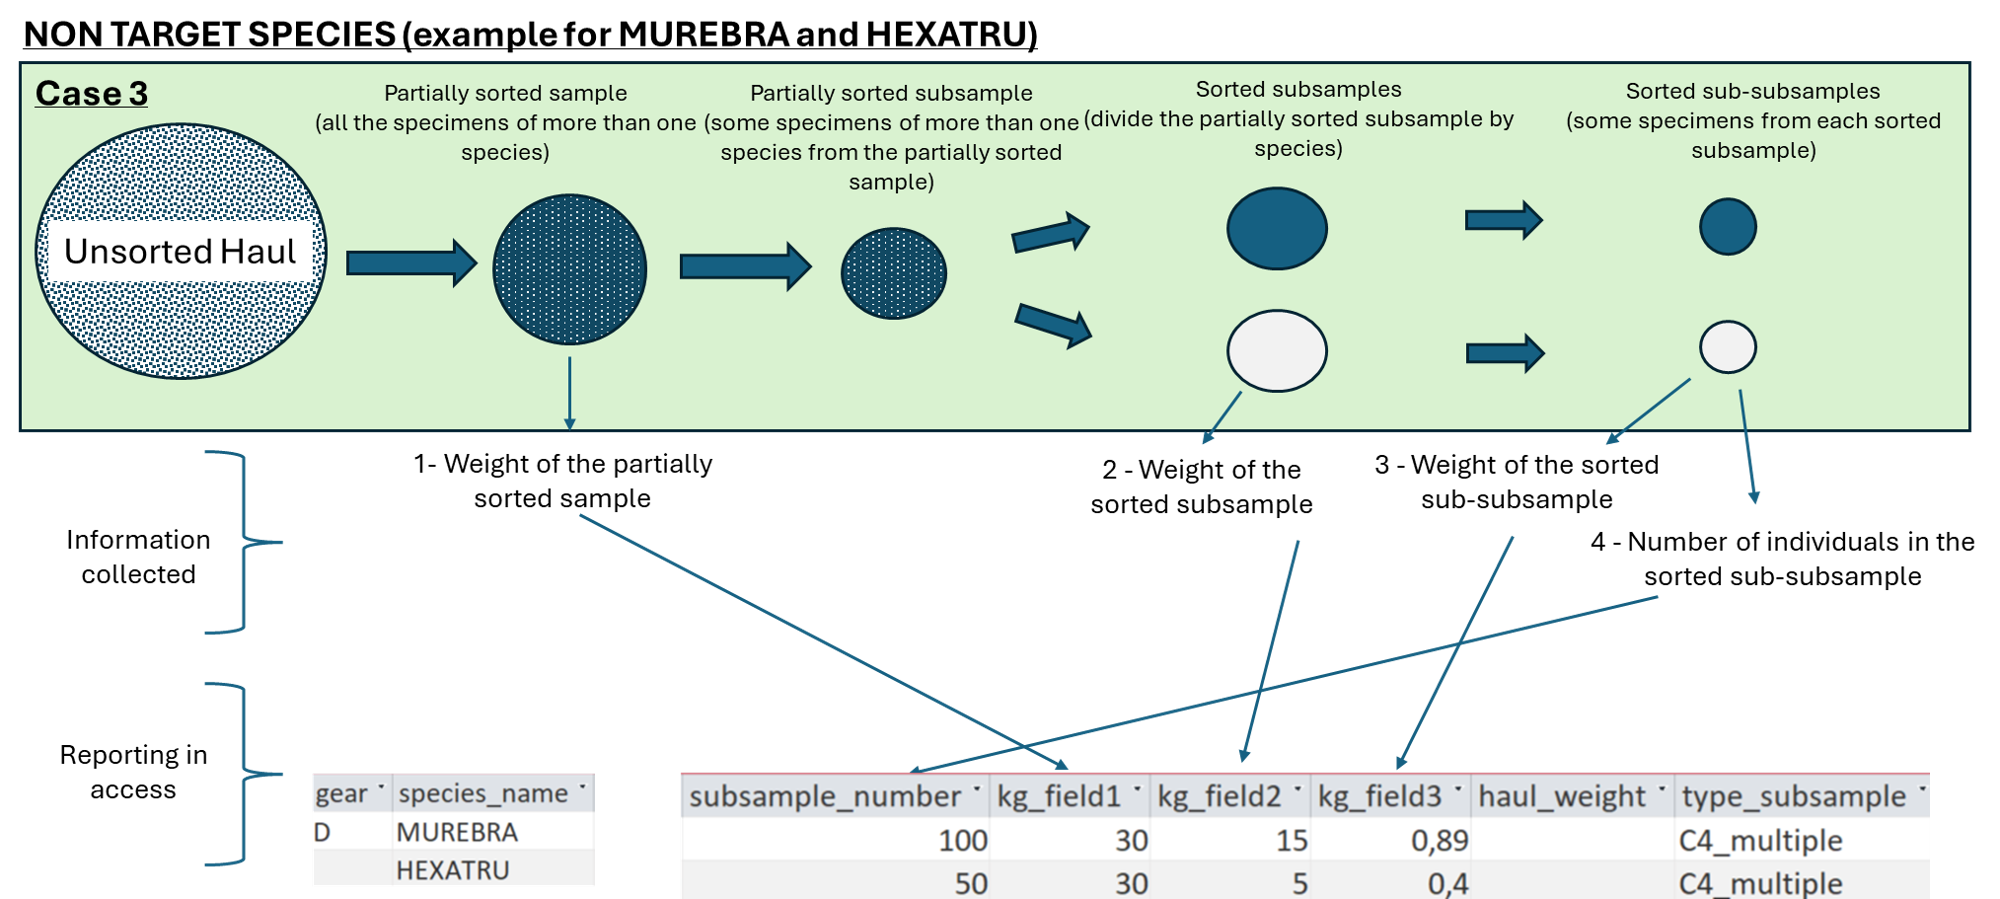 NON TARGET SPECIES (example for MUREBRA and HEXATRU)
Case 3
Unsorted Haul
Partially sorted sample
(all the specimens of more than one
species)
Partially sorted subsample
(some specimens of more than one
species from the partially sorted
sample)
Sorted subsamples
(divide the partially sorted subsample by
species)
Sorted sub-subsamples
(some specimens from each sorted
subsample)
Information
collected
1- Weight of the partially
sorted sample
2 - Weight of the
sorted subsample
3 - Weight of the sorted
sub-subsample
4 - Number of individuals in the
sorted sub-subsample
Reporting in
access
gear species_name
D MUREBRA
HEXATRU
subsample_number kg_field1 kg_field2 kg_field3 haul_weight type_subsample
100 30 15 0,89 C4_multiple
50 30 5 0,4 C4_multiple